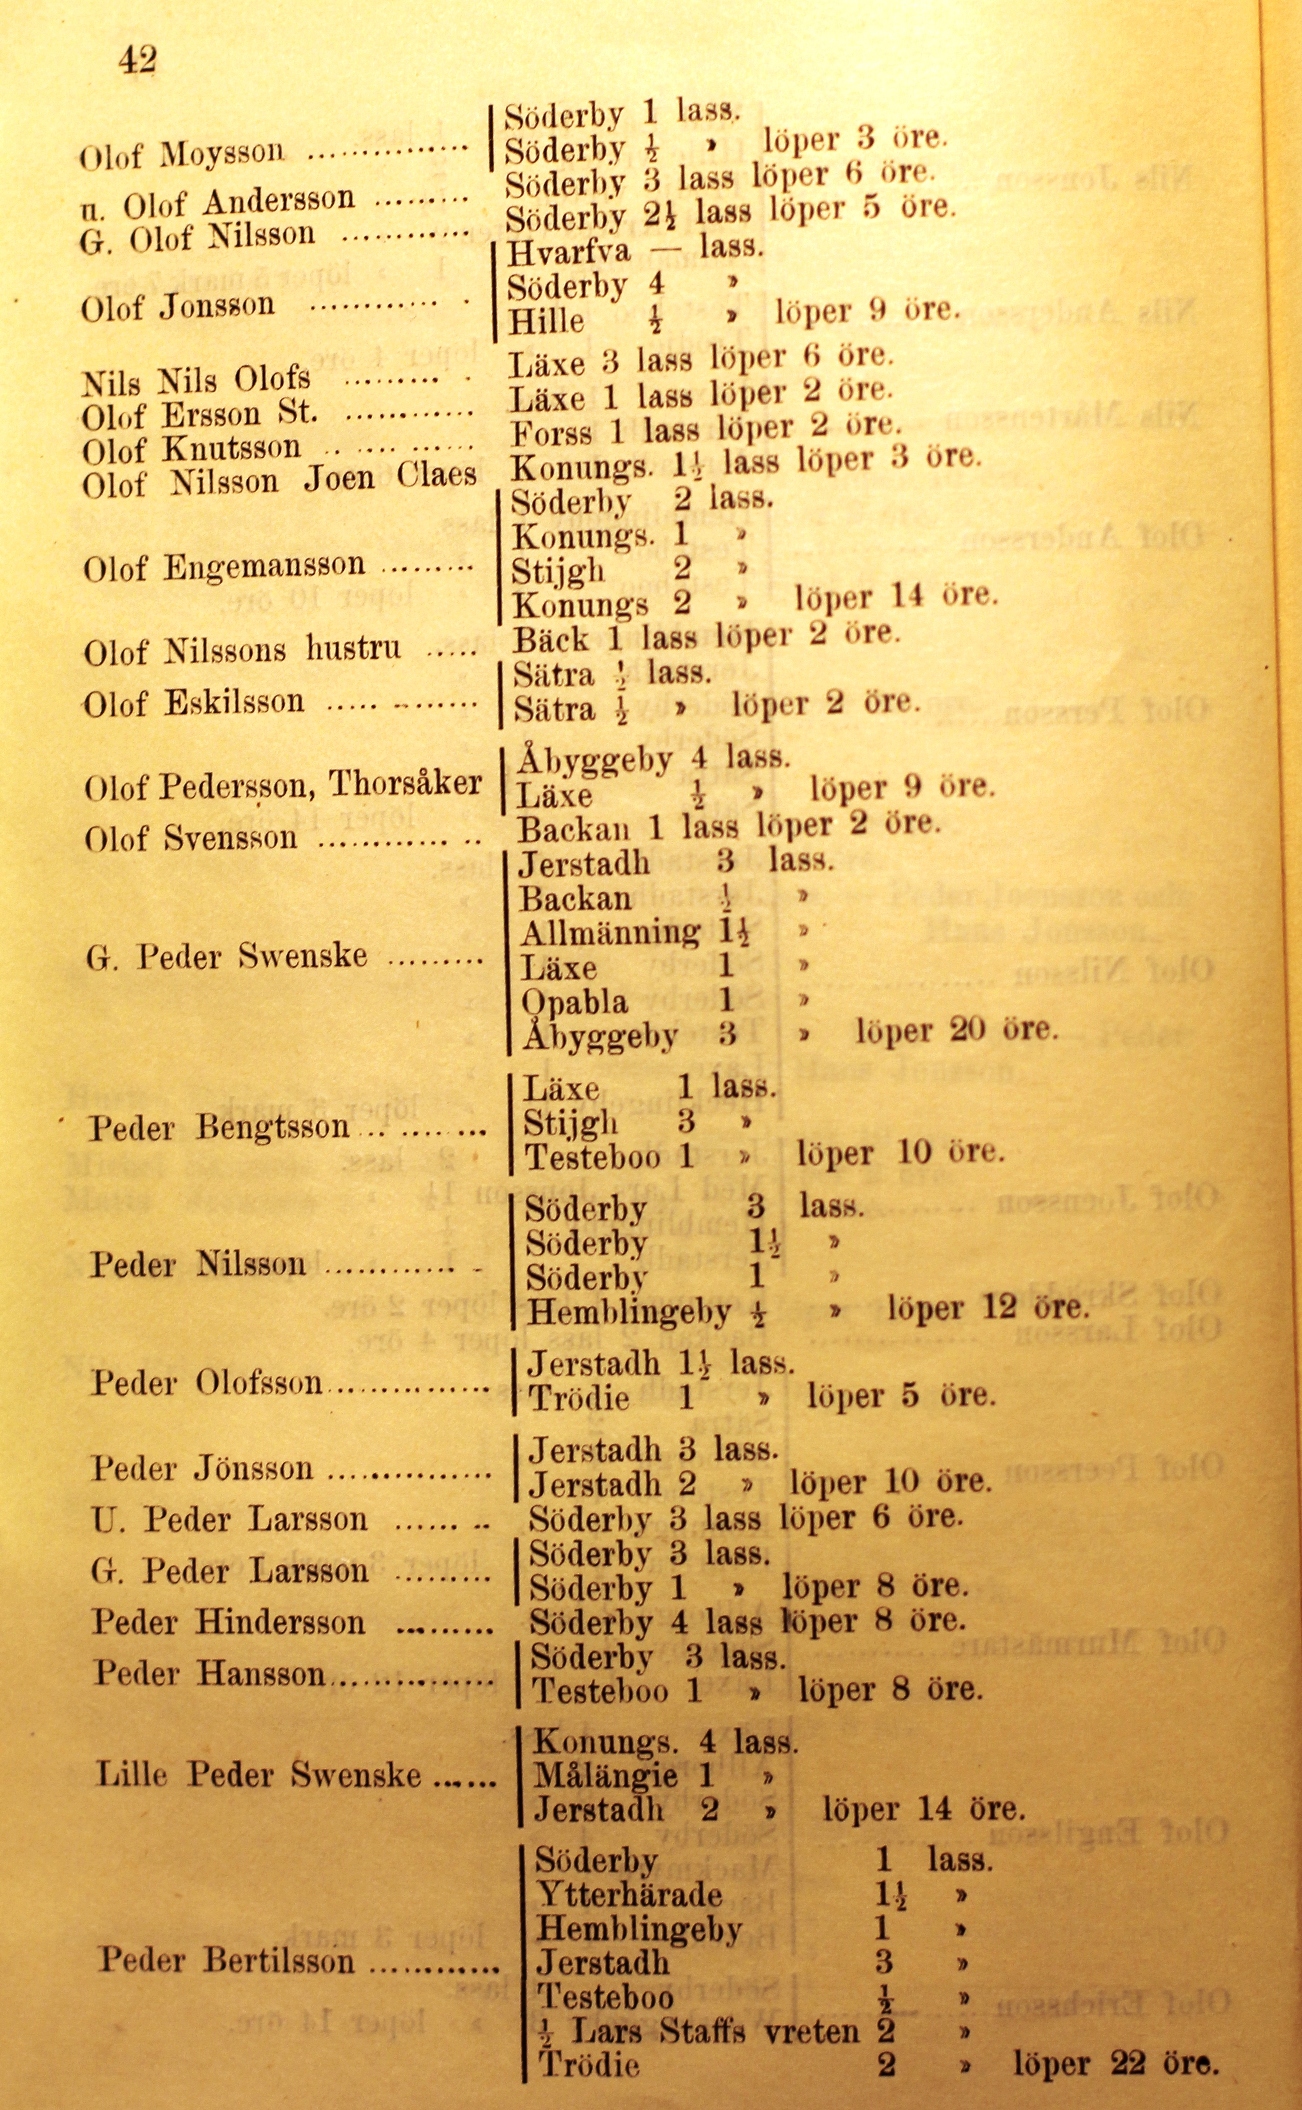 42
Söderby 1 lass.
Olof Moysson ............... Söderby ½ » löper 3 öre.
n. Olof Andersson ......... Söderby 3 lass löper 6 öre.
G. Olof Nilsson ............ Söderby 2½ lass löper 5 öre.
Hvarfva — lass.
Olof Jonsson ............ . Söderby 4 »
Hille ½ » löper 9 öre.
Nils Nils Olofs ......... . Läxe 3 lass löper 6 öre.
Olof Ersson St. ............ Läxe 1 lass löper 2 öre.
Olof Knutsson ............ Forss 1 lass löper 2 öre.
Olof Nilsson Joen Claes Konungs. 1½ lass löper 3 öre.
Söderby 2 lass.
Konungs. 1 »
Olof Engemansson ......... Stijgh 2 »
Konungs 2 » löper 14 öre.
Olof Nilssons hustru ..... Bäck 1 lass löper 2 öre.
Sätra ½ lass.
Olof Eskilsson ............. Sätra ½ » löper 2 öre.
Åbyggeby 4 lass.
Olof Pedersson, Thorsåker Läxe ½ » löper 9 öre.
Olof Svensson .............. Backan 1 lass löper 2 öre.
Jerstadh 3 lass.
Backan ½ »
Allmänning 1½ »
G. Peder Swenske ......... Läxe 1 »
Opabla 1 »
Åbyggeby 3 » löper 20 öre.
Läxe 1 lass.
Peder Bengtsson ......... Stijgh 3 »
Testeboo 1 » löper 10 öre.
Söderby 3 lass.
Söderby 1½ »
Peder Nilsson ............. Söderby 1 »
Hemblingeby ½ » löper 12 öre.
Jerstadh 1½ lass.
Peder Olofsson ............... Trödie 1 » löper 5 öre.
Jerstadh 3 lass.
Peder Jönsson ............... Jerstadh 2 » löper 10 öre.
U. Peder Larsson ........ Söderby 3 lass löper 6 öre.
Söderby 3 lass.
G. Peder Larsson ......... Söderby 1 » löper 8 öre.
Peder Hindersson ......... Söderby 4 lass löper 8 öre.
Söderby 3 lass.
Peder Hansson ............... Testeboo 1 » löper 8 öre.
Konungs. 4 lass.
Lille Peder Swenske ...... Målängie 1 »
Jerstadh 2 » löper 14 öre.
Söderby 1 lass.
Ytterhärade 1½ »
Hemblingeby 1 »
Peder Bertilsson ............ Jerstadh 3 »
Testeboo ½ »
½ Lars Staffs vreten 2 »
Trödie 2 » löper 22 öre.